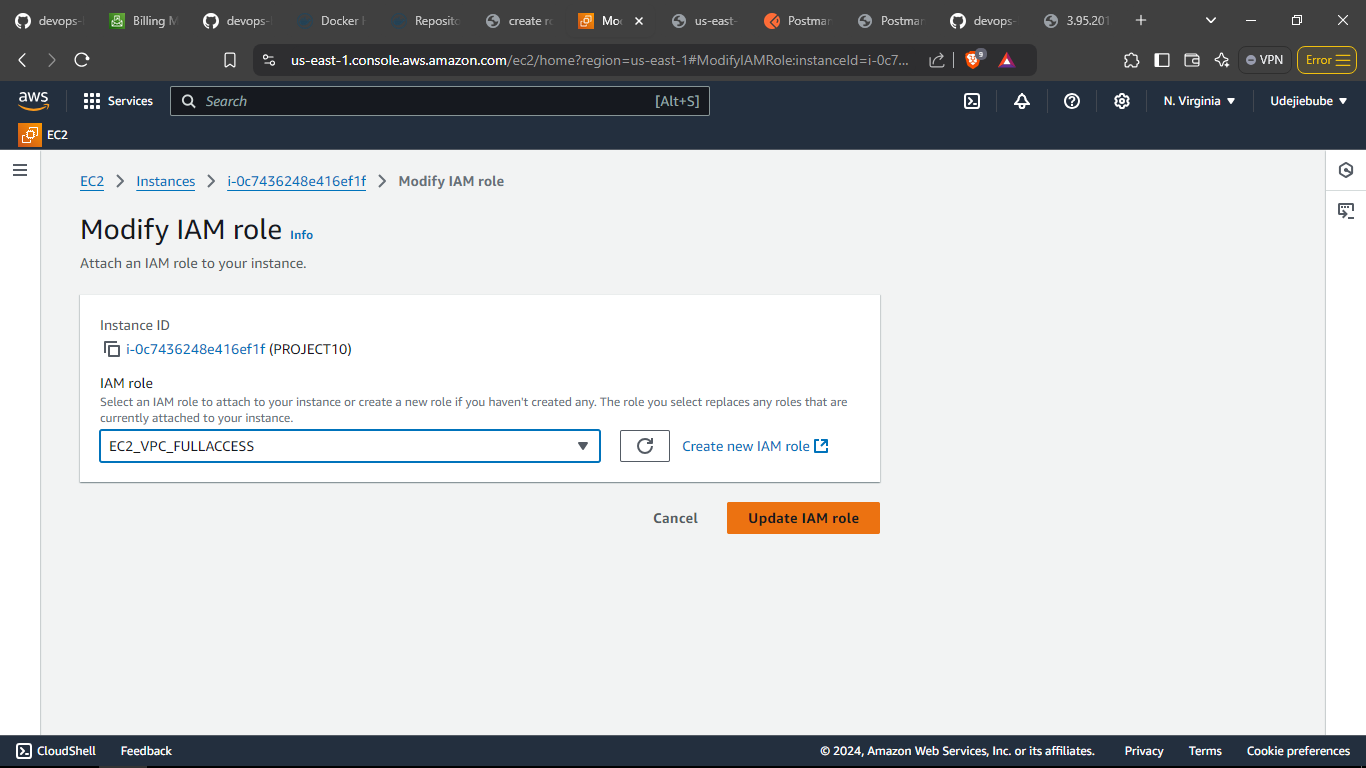 devops-
Billing M
devops-
Docker H
Reposito
create ro
Mo
us-east-
Postman
Postman
devops-
3.95.201
us-east-1.console.aws.amazon.com/ec2/home?region=us-east-1#ModifyIAMRole:instanceId=i-0c7...
9
VPN
Error
aws
Services
Search
[Alt+S]
N. Virginia
Udejiebube
EC2
EC2 > Instances > i-0c7436248e416ef1f > Modify IAM role
Modify IAM role Info
Attach an IAM role to your instance.
Instance ID
i-0c7436248e416ef1f (PROJECT10)
IAM role
Select an IAM role to attach to your instance or create a new role if you haven't created any. The role you select replaces any roles that are
currently attached to your instance.
EC2_VPC_FULLACCESS
Create new IAM role
Cancel
Update IAM role
CloudShell
Feedback
© 2024, Amazon Web Services, Inc. or its affiliates.
Privacy
Terms
Cookie preferences